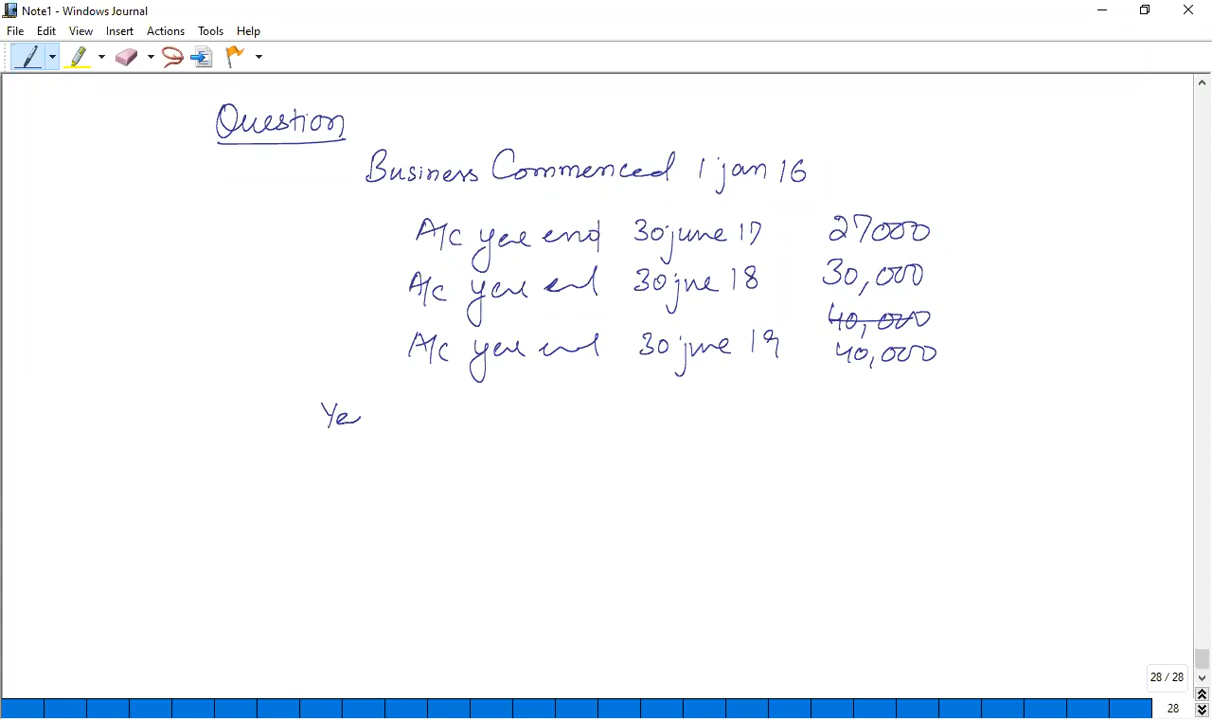 Note1 - Windows Journal
File Edit View Insert Actions Tools Help
Question
Business Commenced 1 jan 16
A/c year end 30 june 17 27000
A/c year end 30 june 18 30,000
40,000
A/c year end 30 june 19 40,000
Ye
28 / 28
28